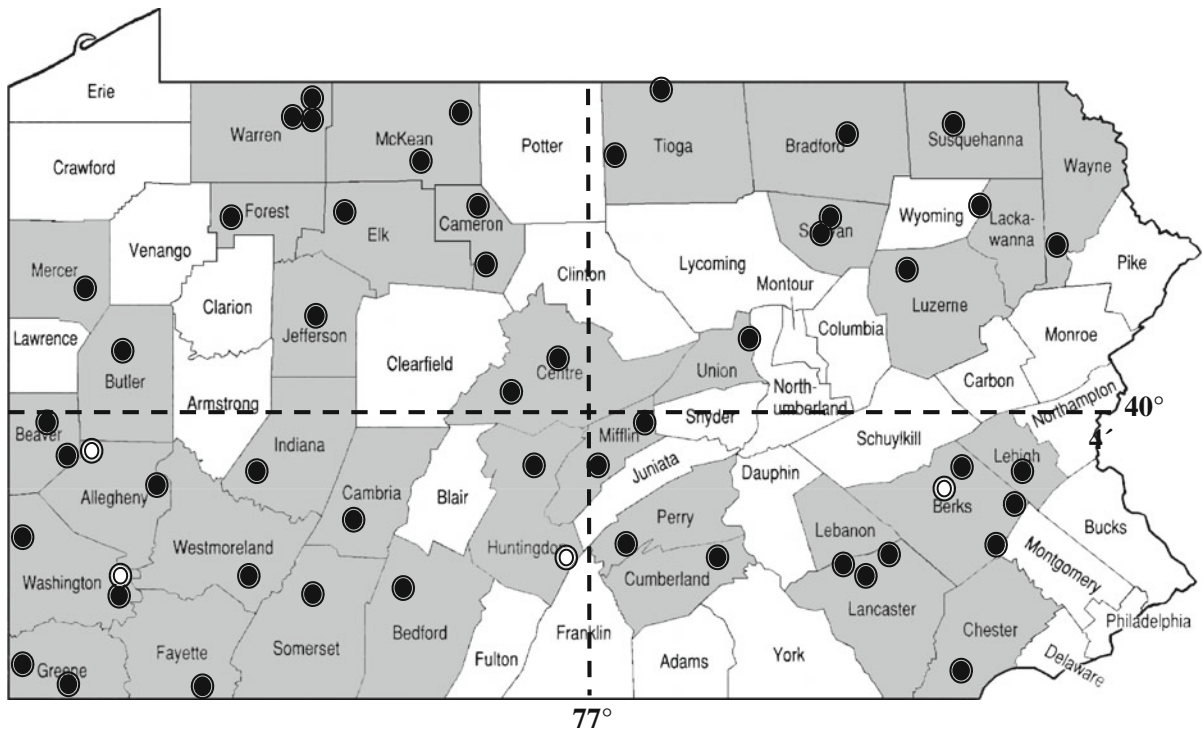 Erie
Warren
McKean
Potter
Tioga
Bradford
Susquehanna
Wayne
Crawford
Forest
Elk
Cameron
Wyoming
Lacka-
wanna
Venango
Clinton
Lycoming
Pike
Mercer
Clarion
Montour
Luzerne
Jefferson
Columbia
Lawrence
Clearfield
Centre
Union
Monroe
Butler
Armstrong
North-
umberland
Carbon
Northampton
40°
4´
Beaver
Indiana
Mifflin
Snyder
Schuylkill
Juniata
Lehigh
Allegheny
Cambria
Blair
Dauphin
Berks
Perry
Lebanon
Bucks
Westmoreland
Huntingdon
Montgomery
Washington
Cumberland
Lancaster
Philadelphia
Bedford
Franklin
Chester
Somerset
Fayette
Fulton
Adams
York
Delaware
Greene
77°